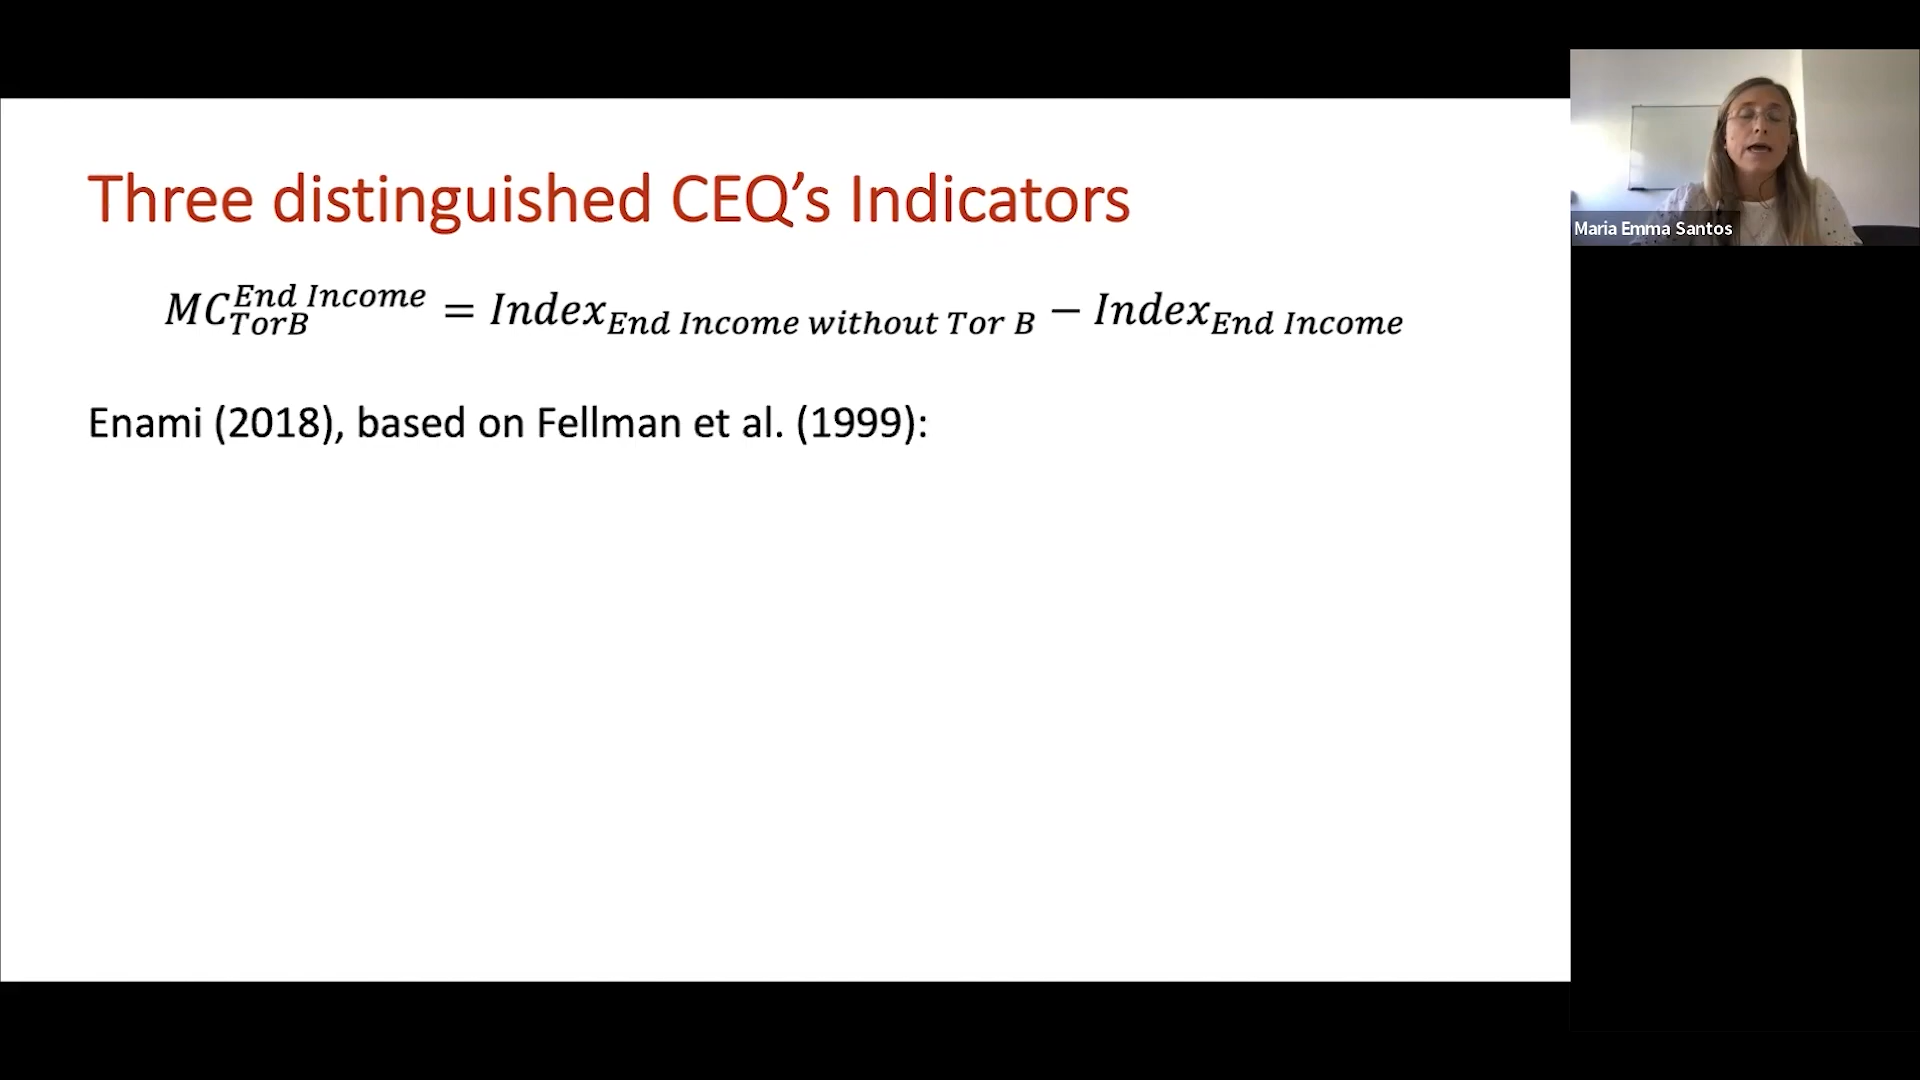 Three distinguished CEQ’s Indicators
MC_{TorB}^{End Income} = Index_{End Income without Tor B} − Index_{End Income}
Enami (2018), based on Fellman et al. (1999):
Maria Emma Santos